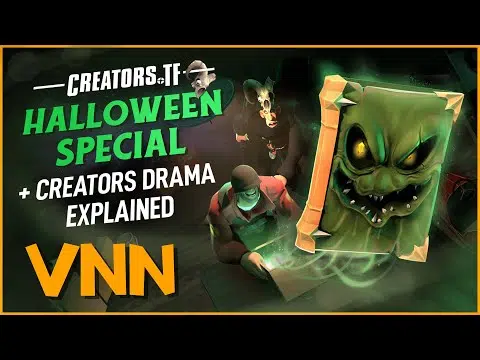 CREATORS.TF
HALLOWEEN
SPECIAL
+ CREATORS DRAMA
EXPLAINED
VNN